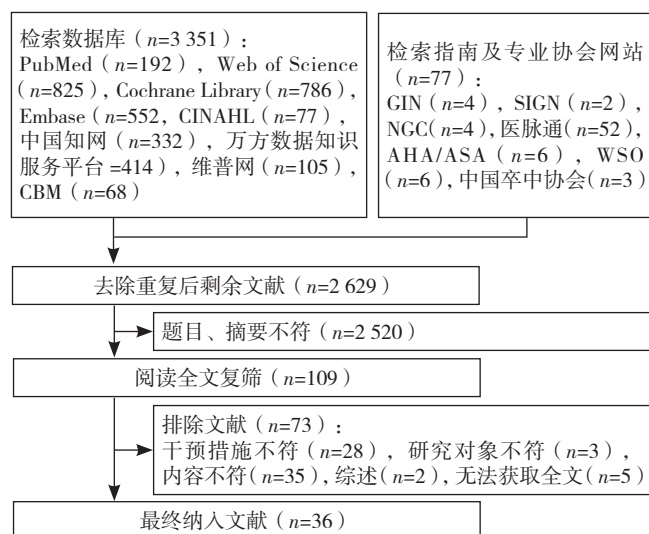 检索数据库（n=3 351）：
PubMed（n=192），Web of Science
（n=825），Cochrane Library（n=786），
Embase（n=552，CINAHL（n=77），
中国知网（n=332），万方数据知识
服务平台 =414），维普网（n=105），
CBM（n=68）
检索指南及专业协会网站
（n=77）：
GIN（n=4），SIGN（n=2），
NGC（n=4），医脉通（n=52），
AHA/ASA（n=6），WSO
（n=6），中国卒中协会（n=3）
去除重复后剩余文献（n=2 629）
题目、摘要不符（n=2 520）
阅读全文复筛（n=109）
排除文献（n=73）：
干预措施不符（n=28），研究对象不符（n=3），
内容不符（n=35），综述（n=2），无法获取全文（n=5）
最终纳入文献（n=36）